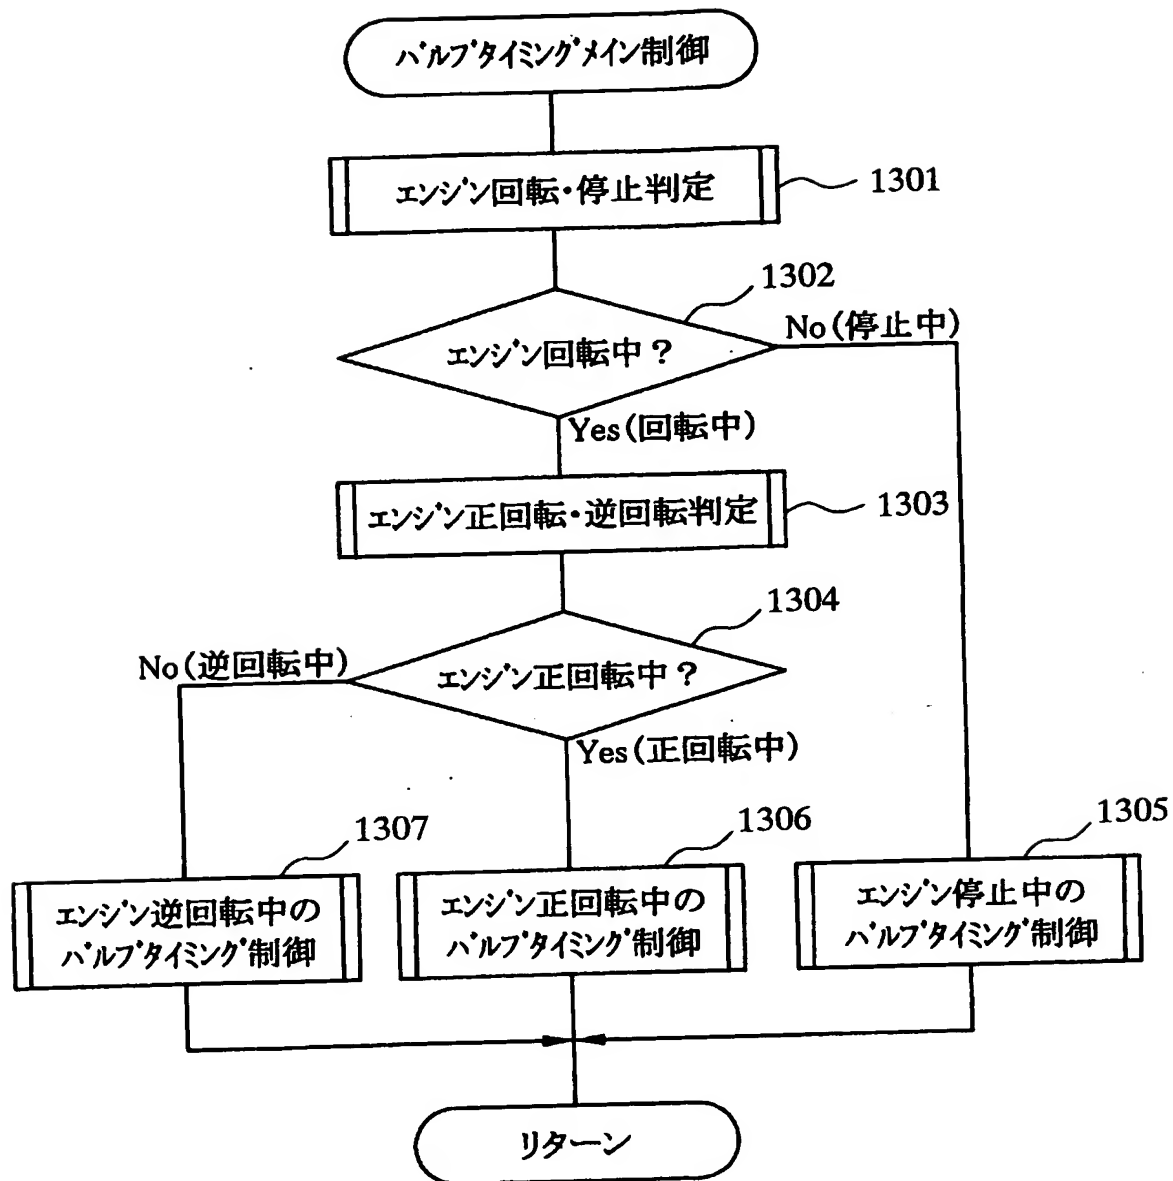 バルブタイミングメイン制御
エンジン回転・停止判定
1301
1302
エンジン回転中？
No(停止中)
Yes(回転中)
エンジン正回転・逆回転判定
1303
1304
No(逆回転中)
エンジン正回転中？
Yes(正回転中)
1307
1306
1305
エンジン逆回転中の
バルブタイミング制御
エンジン正回転中の
バルブタイミング制御
エンジン停止中の
バルブタイミング制御
リターン